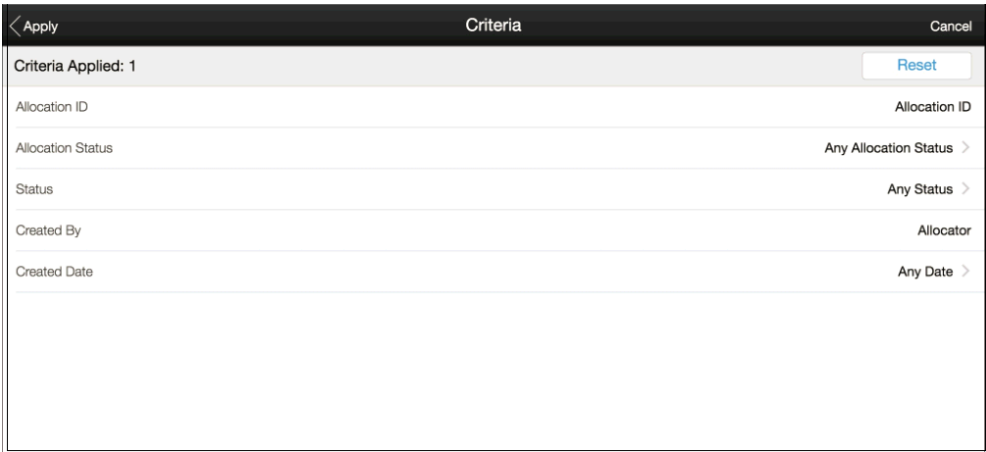 Apply Criteria Cancel
Criteria Applied: 1 Reset
Allocation ID Allocation ID
Allocation Status Any Allocation Status
Status Any Status
Created By Allocator
Created Date Any Date